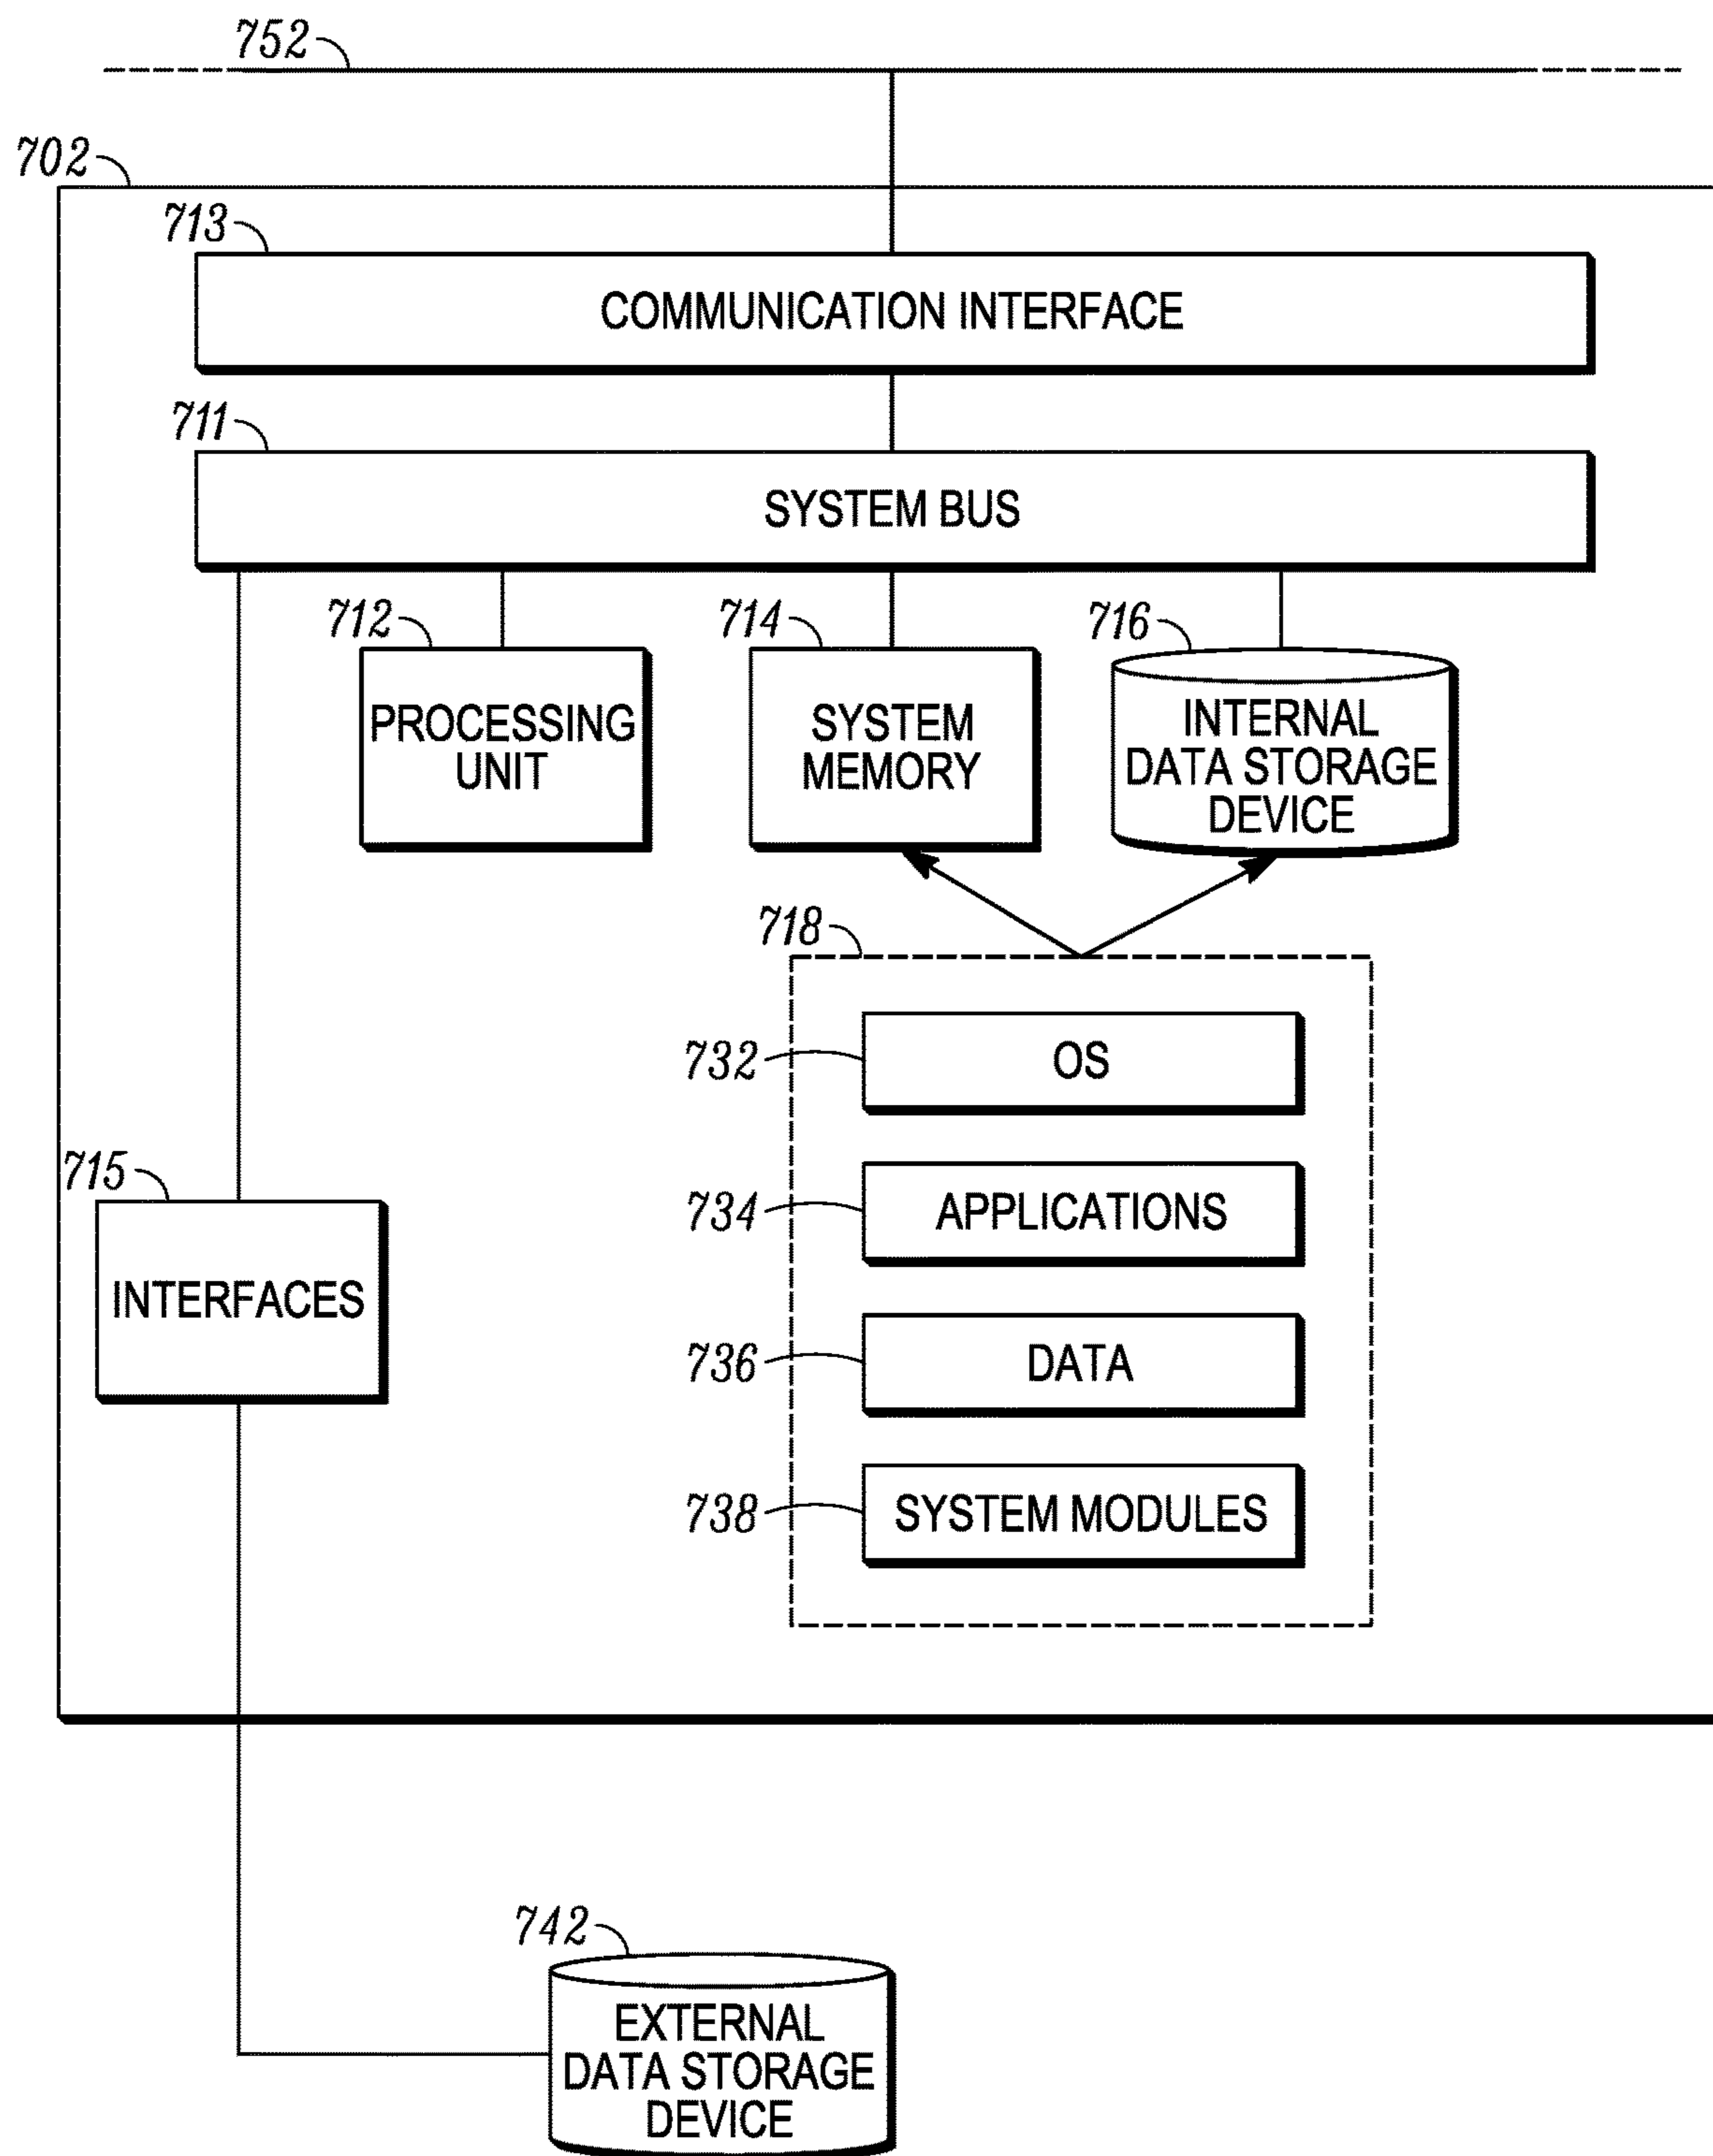 752
702
713
COMMUNICATION INTERFACE
711
SYSTEM BUS
712
714
716
PROCESSING
UNIT
SYSTEM
MEMORY
INTERNAL
DATA STORAGE
DEVICE
718
732
OS
715
734
APPLICATIONS
INTERFACES
736
DATA
738
SYSTEM MODULES
742
EXTERNAL
DATA STORAGE
DEVICE